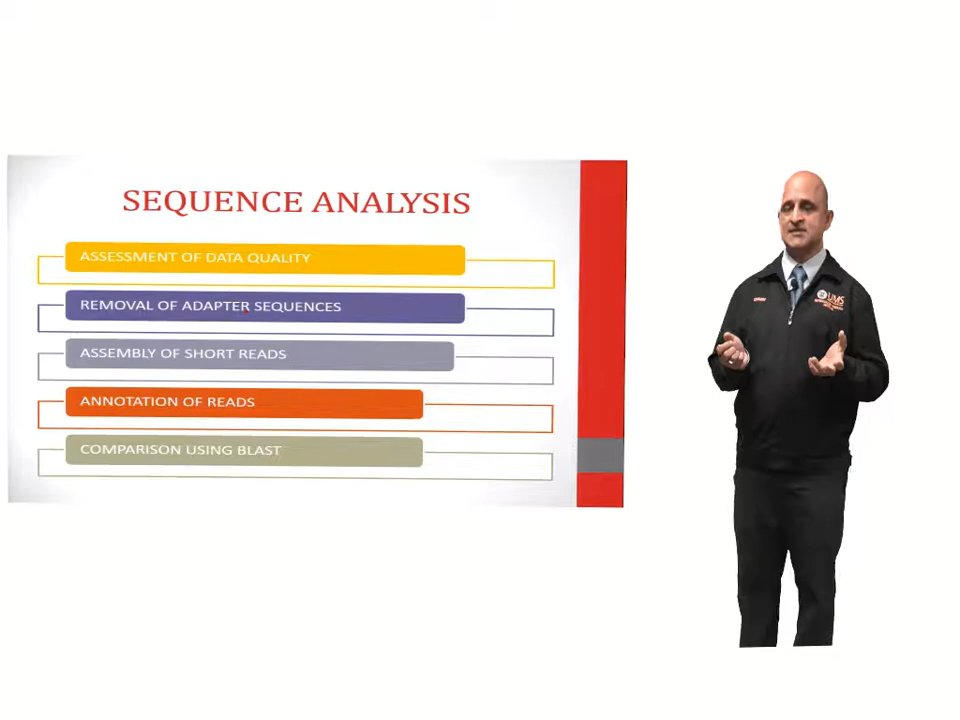 SEQUENCE ANALYSIS
ASSESSMENT OF DATA QUALITY
REMOVAL OF ADAPTER SEQUENCES
ASSEMBLY OF SHORT READS
ANNOTATION OF READS
COMPARISON USING BLAST
UMS